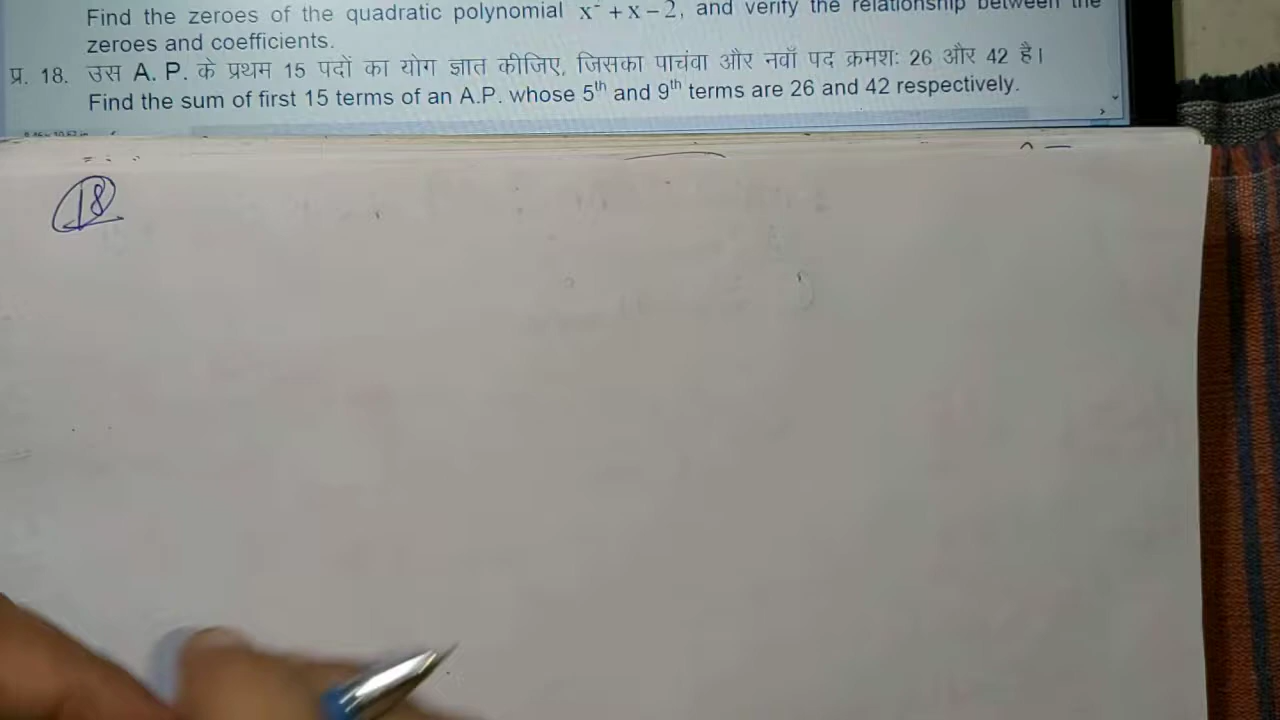 Find the zeroes of the quadratic polynomial x² + x − 2, and verify the relationship between the
zeroes and coefficients.
प्र. 18. उस A. P. के प्रथम 15 पदों का योग ज्ञात कीजिए, जिसका पाचंवा और नवाँ पद क्रमशः 26 और 42 है।
Find the sum of first 15 terms of an A.P. whose 5th and 9th terms are 26 and 42 respectively.
18